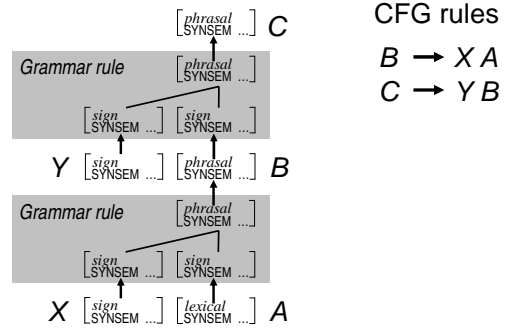 [phrasal SYNSEM ...] C
CFG rules
B → X A
C → Y B
Grammar rule
[phrasal SYNSEM ...]
[sign SYNSEM ...] [sign SYNSEM ...]
Y [sign SYNSEM ...] [phrasal SYNSEM ...] B
Grammar rule
[phrasal SYNSEM ...]
[sign SYNSEM ...] [sign SYNSEM ...]
X [sign SYNSEM ...] [lexical SYNSEM ...] A